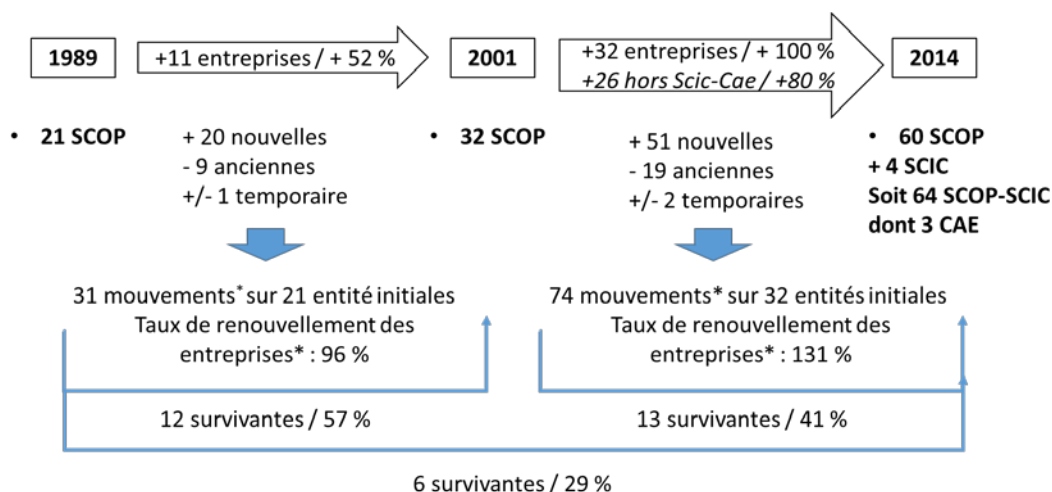 1989
+11 entreprises / + 52 %
2001
+32 entreprises / + 100 %
+26 hors Scic-Cae / +80 %
2014
• 21 SCOP
+ 20 nouvelles
- 9 anciennes
+/- 1 temporaire
• 32 SCOP
+ 51 nouvelles
- 19 anciennes
+/- 2 temporaires
• 60 SCOP
+ 4 SCIC
Soit 64 SCOP-SCIC
dont 3 CAE
31 mouvements* sur 21 entité initiales
Taux de renouvellement des
entreprises* : 96 %
74 mouvements* sur 32 entités initiales
Taux de renouvellement des
entreprises* : 131 %
12 survivantes / 57 %
13 survivantes / 41 %
6 survivantes / 29 %